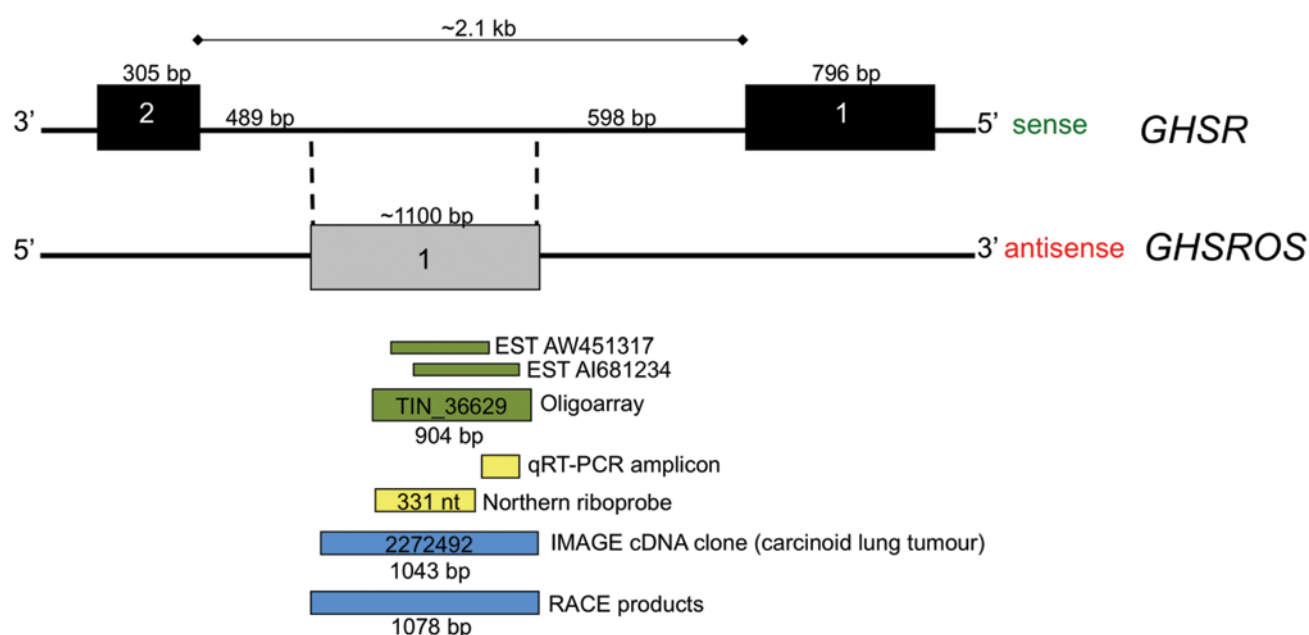 ~2.1 kb
305 bp
796 bp
3’ 2 489 bp 598 bp 1 5’ sense GHSR
~1100 bp
5’ 1 3’ antisense GHSROS
EST AW451317
EST AI681234
TIN_36629 Oligoarray
904 bp
qRT-PCR amplicon
331 nt Northern riboprobe
2272492 IMAGE cDNA clone (carcinoid lung tumour)
1043 bp
RACE products
1078 bp